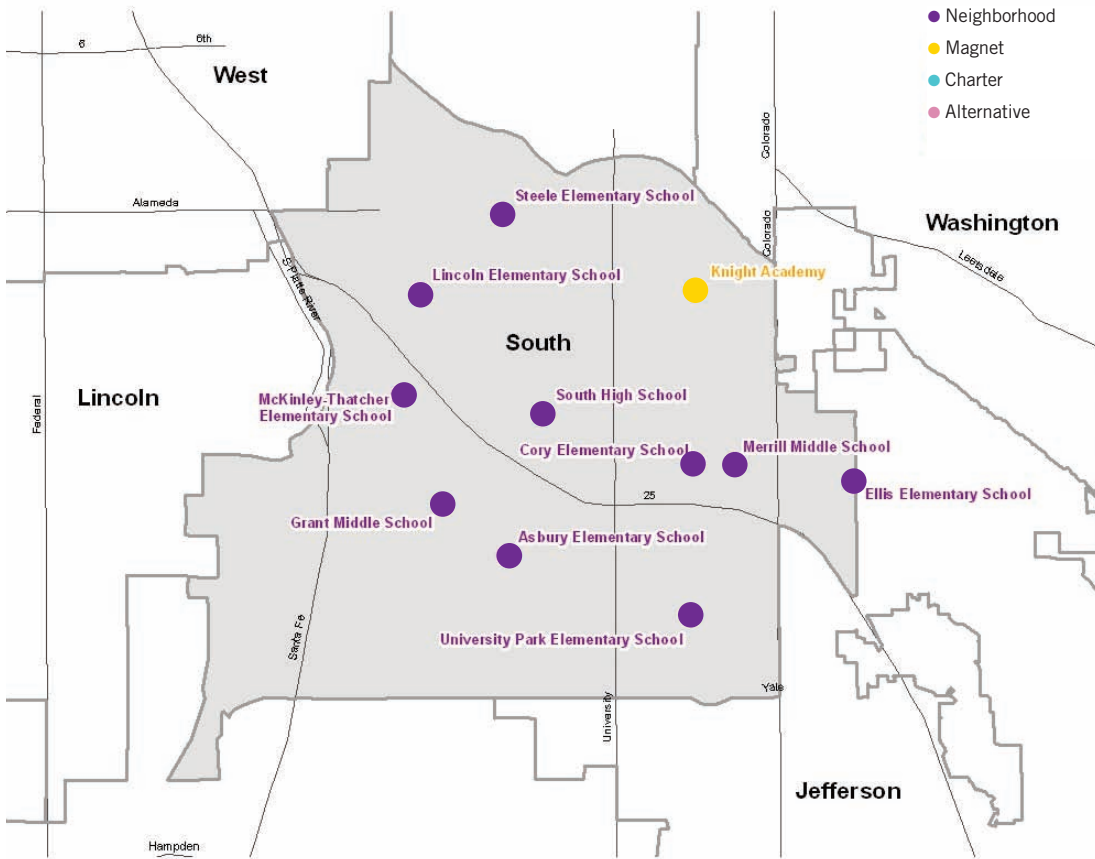 Neighborhood
Magnet
Charter
Alternative
6
6th
West
Colorado
Alameda
Steele Elementary School
Washington
Colorado
Leetsdale
S Platte River
Lincoln Elementary School
Knight Academy
South
Lincoln
Federal
McKinley-Thatcher
Elementary School
South High School
Cory Elementary School
Merrill Middle School
Ellis Elementary School
25
Grant Middle School
Asbury Elementary School
University Park Elementary School
Santa Fe
University
Yale
Jefferson
Hampden